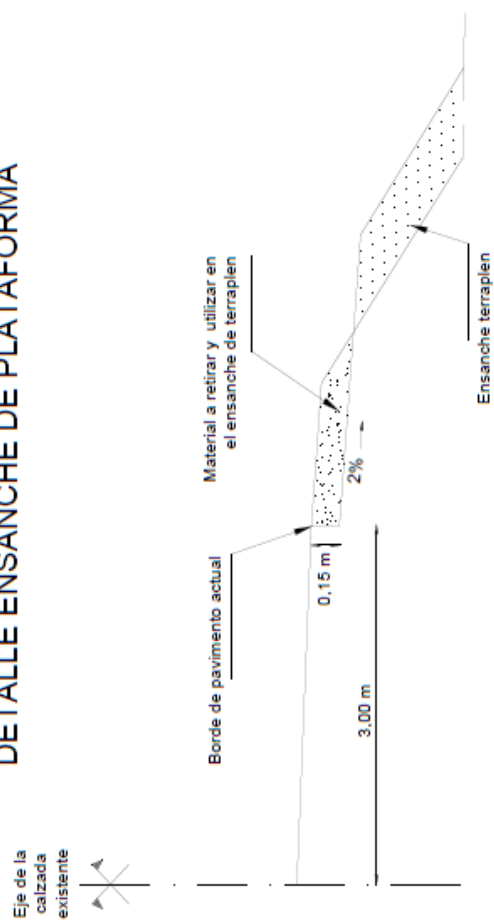 DETALLE ENSANCHE DE PLATAFORMA
Eje de la
calzada
existente
Borde de pavimento actual
Material a retirar y utilizar en
el ensanche de terraplen
0,15 m
2%
3,00 m
Ensanche terraplen